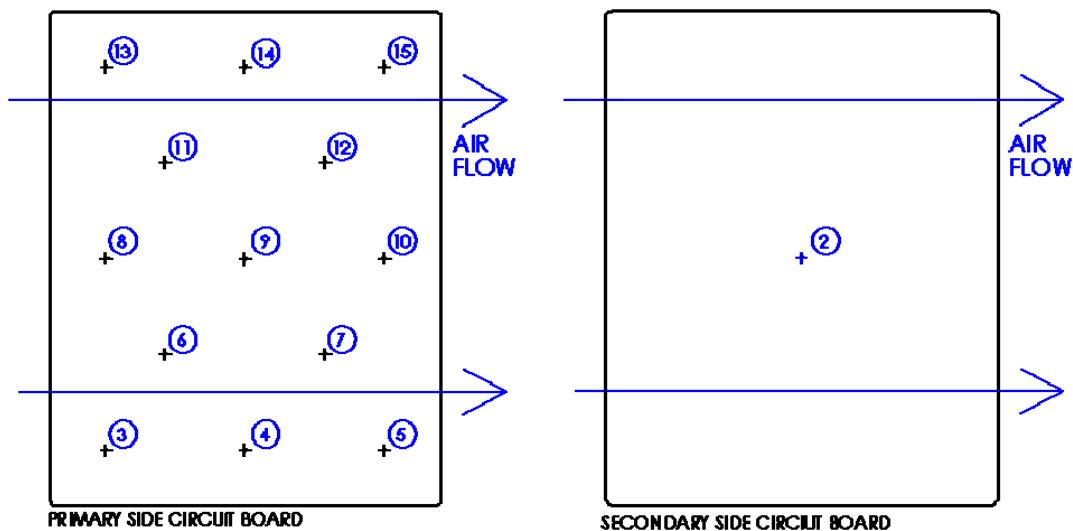 13 14 15
AIR
FLOW
11 12
8 9 10
6 7
3 4 5
PRIMARY SIDE CIRCUIT BOARD
AIR
FLOW
2
SECONDARY SIDE CIRCIUT BOARD